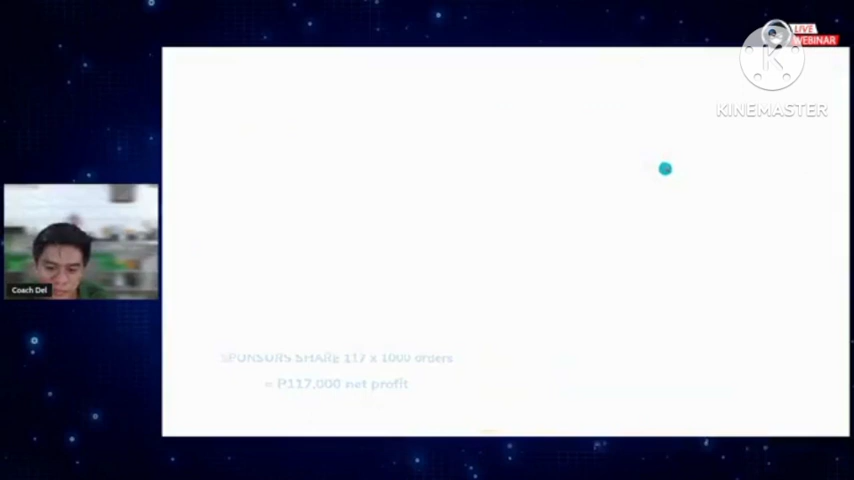 LIVE
WEBINAR
KINEMASTER
Coach Del
SPONSORS SHARE 117 x 1000 orders
= P117,000 net profit